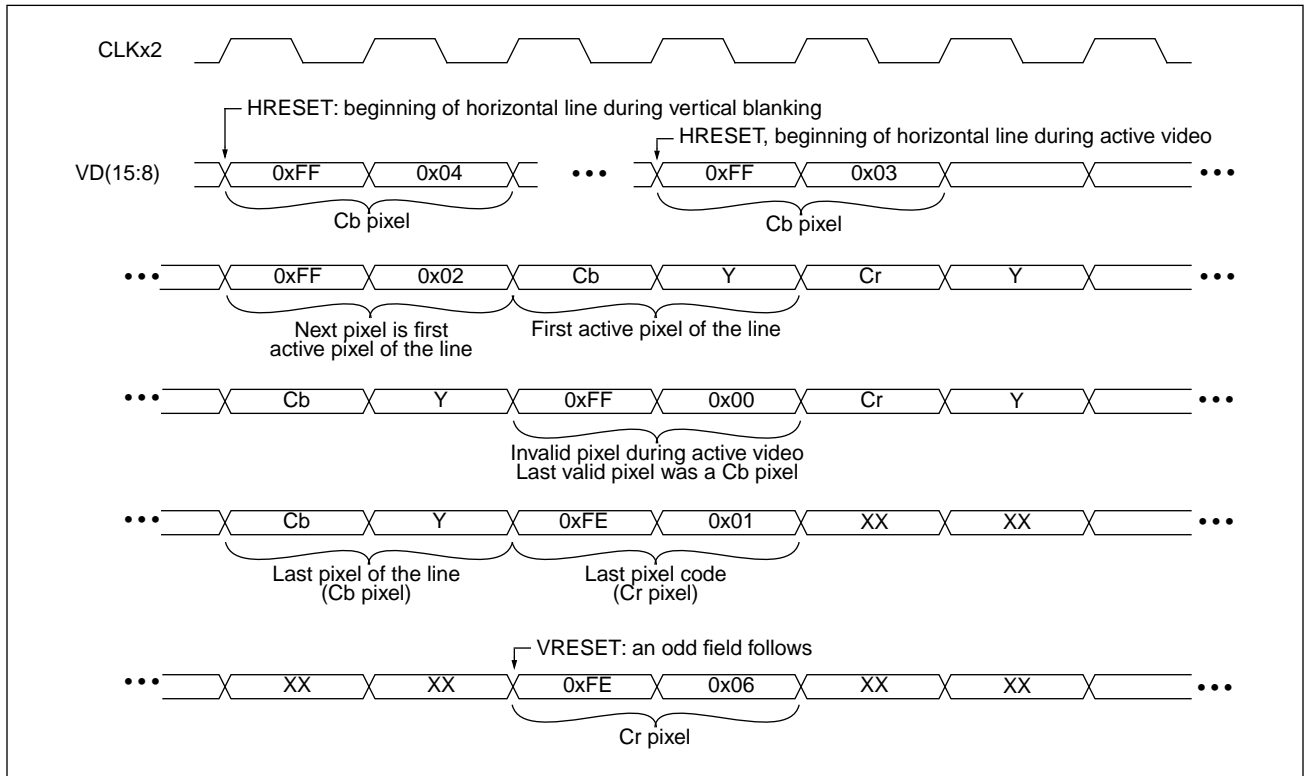 CLKx2
HRESET: beginning of horizontal line during vertical blanking
HRESET, beginning of horizontal line during active video
VD(15:8) 0xFF 0x04 ••• 0xFF 0x03 •••
Cb pixel Cb pixel
••• 0xFF 0x02 Cb Y Cr Y •••
Next pixel is first
active pixel of the line
First active pixel of the line
••• Cb Y 0xFF 0x00 Cr Y •••
Invalid pixel during active video
Last valid pixel was a Cb pixel
••• Cb Y 0xFE 0x01 XX XX •••
Last pixel of the line
(Cb pixel)
Last pixel code
(Cr pixel)
VRESET: an odd field follows
••• XX XX 0xFE 0x06 XX XX •••
Cr pixel